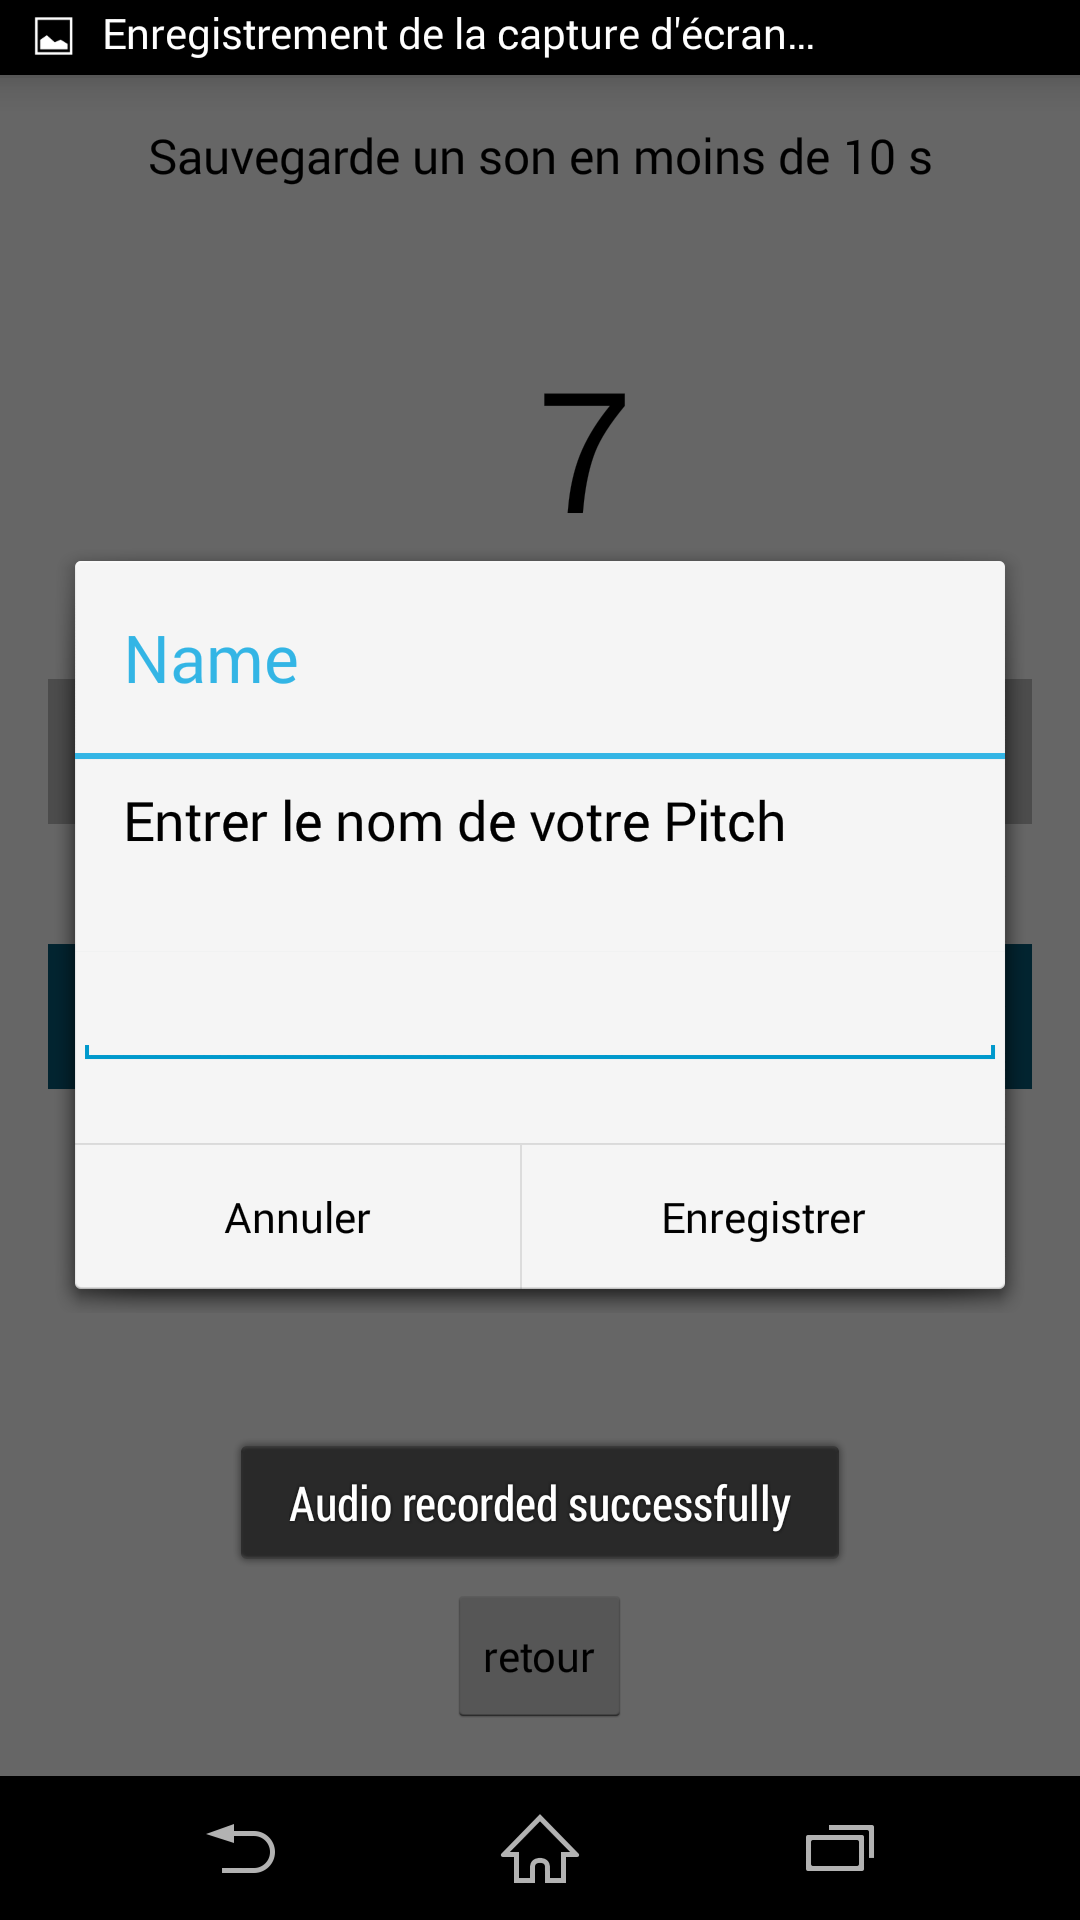 Enregistrement de la capture d'écran...
Sauvegarde un son en moins de 10 s
7
Name
Entrer le nom de votre Pitch
Annuler
Enregistrer
Audio recorded successfully
retour